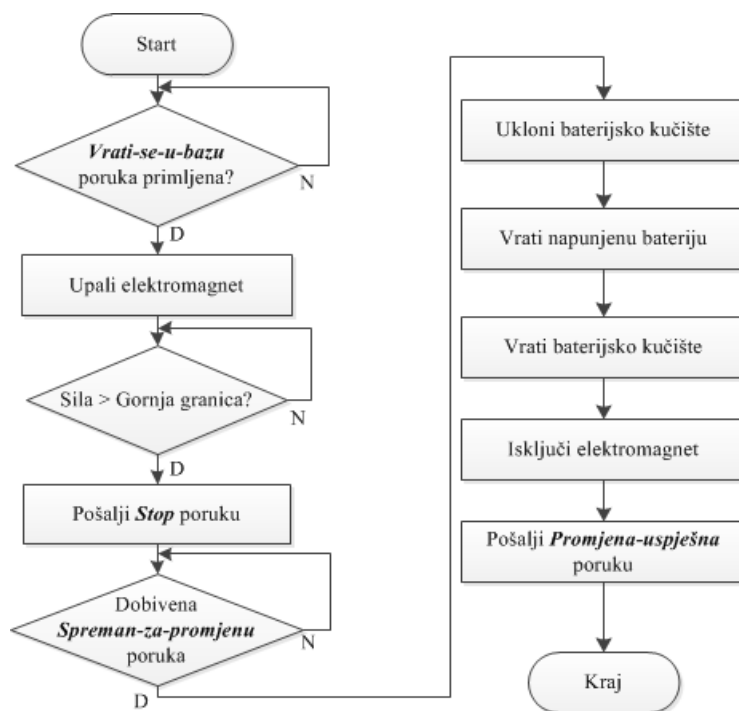 Start
Vrati-se-u-bazu
poruka primljena?
N
D
Upali elektromagnet
Sila > Gornja granica?
N
D
Pošalji Stop poruku
Dobivena
Spreman-za-promjenu
poruka
N
D
Ukloni baterijsko kučište
Vrati napunjenu bateriju
Vrati baterijsko kučište
Isključi elektromagnet
Pošalji Promjena-uspješna
poruku
Kraj